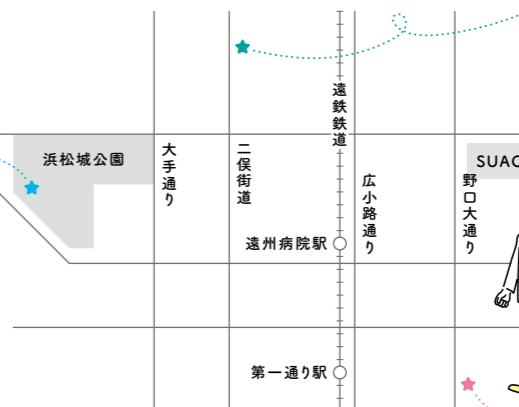 遠鉄鉄道
浜松城公園
大手通り
二俣街道
広小路通り
SUAC
野口大通り
遠州病院駅
第一通り駅